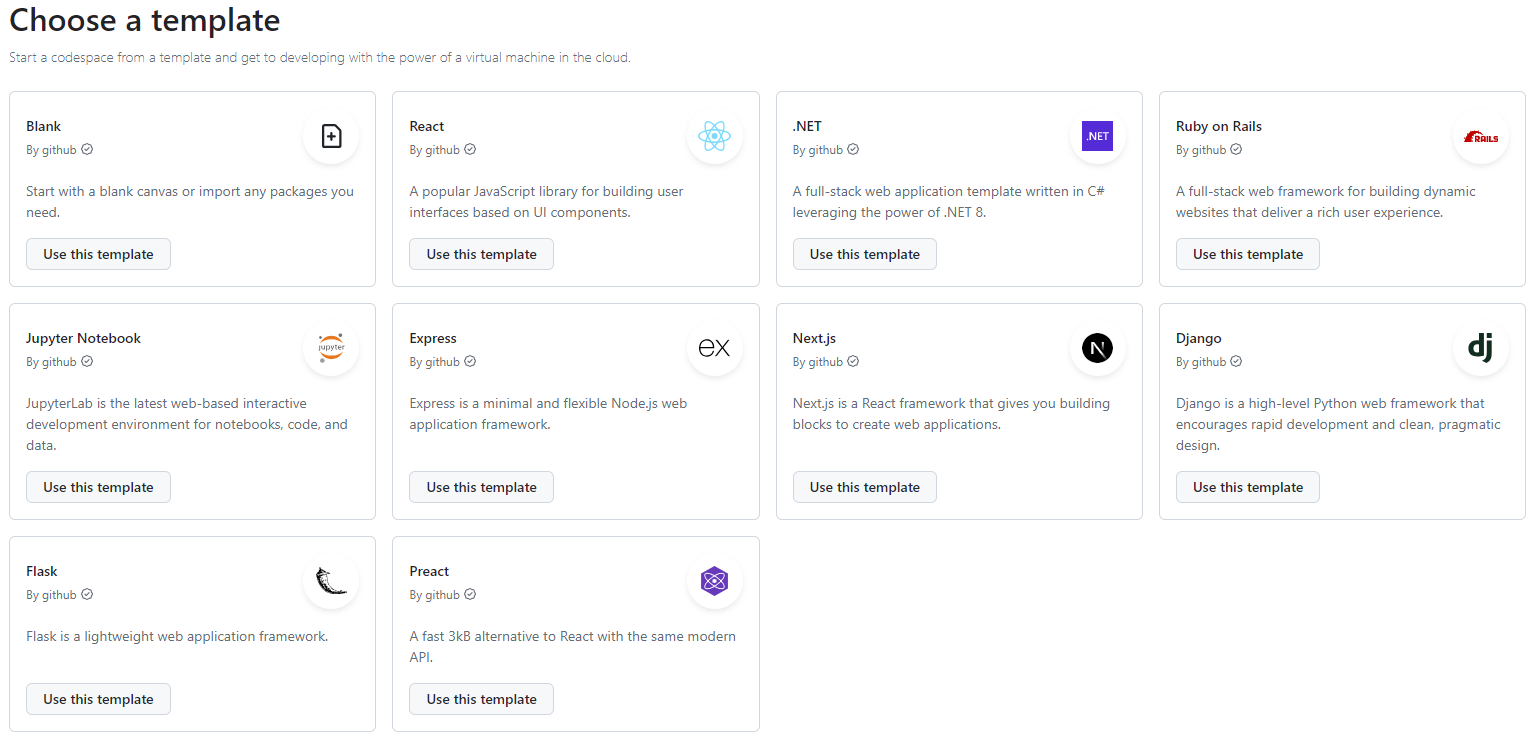 Choose a template
Start a codespace from a template and get to developing with the power of a virtual machine in the cloud.
Blank
By github
Start with a blank canvas or import any packages you
need.
Use this template
React
By github
A popular JavaScript library for building user
interfaces based on UI components.
Use this template
.NET
By github
.NET
A full-stack web application template written in C#
leveraging the power of .NET 8.
Use this template
Ruby on Rails
By github
RAILS
A full-stack web framework for building dynamic
websites that deliver a rich user experience.
Use this template
Jupyter Notebook
By github
jupyter
JupyterLab is the latest web-based interactive
development environment for notebooks, code, and
data.
Use this template
Express
By github
ex
Express is a minimal and flexible Node.js web
application framework.
Use this template
Next.js
By github
N
Next.js is a React framework that gives you building
blocks to create web applications.
Use this template
Django
By github
dj
Django is a high-level Python web framework that
encourages rapid development and clean, pragmatic
design.
Use this template
Flask
By github
Flask is a lightweight web application framework.
Use this template
Preact
By github
A fast 3kB alternative to React with the same modern
API.
Use this template